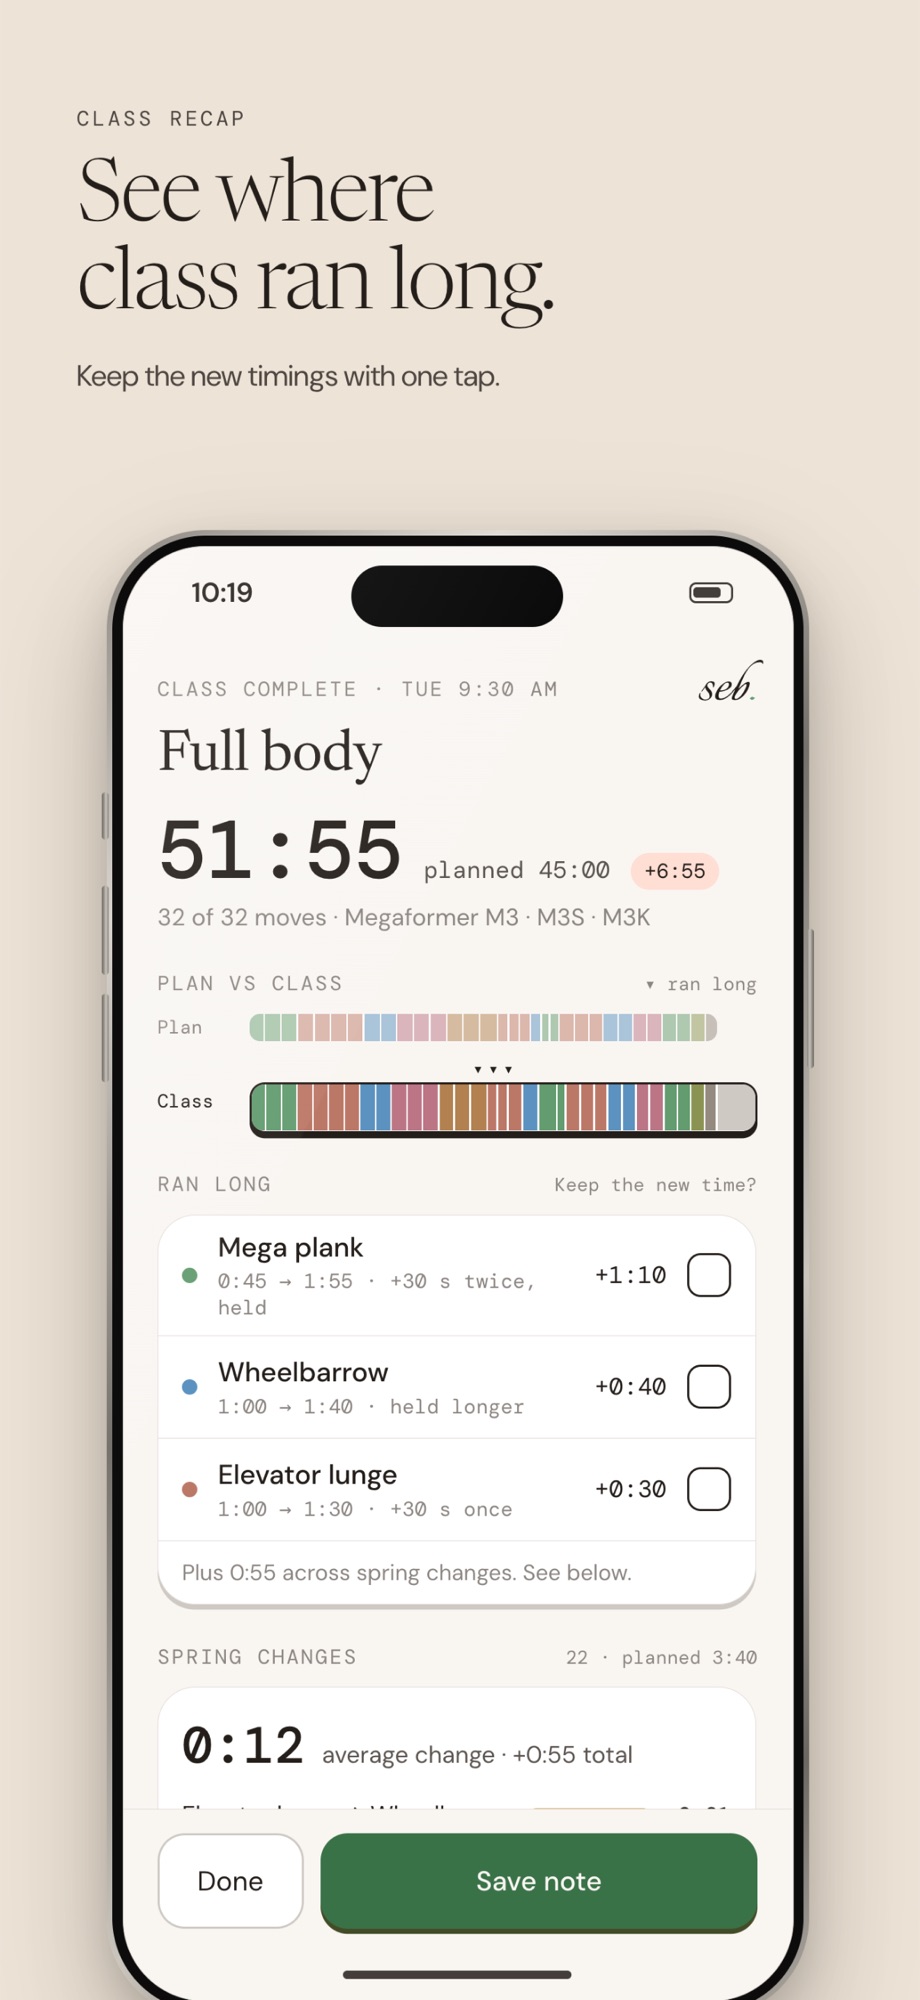 CLASS RECAP
See where
class ran long.
Keep the new timings with one tap.
10:19
CLASS COMPLETE · TUE 9:30 AM
seb.
Full body
51:55 planned 45:00 +6:55
32 of 32 moves · Megaformer M3 · M3S · M3K
PLAN VS CLASS ▾ ran long
Plan
Class
RAN LONG Keep the new time?
Mega plank
0:45 → 1:55 · +30 s twice,
held
+1:10
Wheelbarrow
1:00 → 1:40 · held longer
+0:40
Elevator lunge
1:00 → 1:30 · +30 s once
+0:30
Plus 0:55 across spring changes. See below.
SPRING CHANGES 22 · planned 3:40
0:12 average change · +0:55 total
Done
Save note